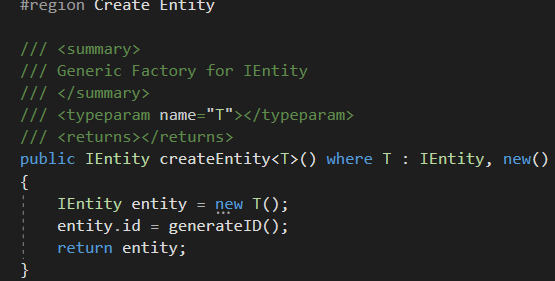 #region Create Entity
/// <summary>
/// Generic Factory for IEntity
/// </summary>
/// <typeparam name="T"></typeparam>
/// <returns></returns>
public IEntity createEntity<T>() where T : IEntity, new()
{
    IEntity entity = new T();
    entity.id = generateID();
    return entity;
}